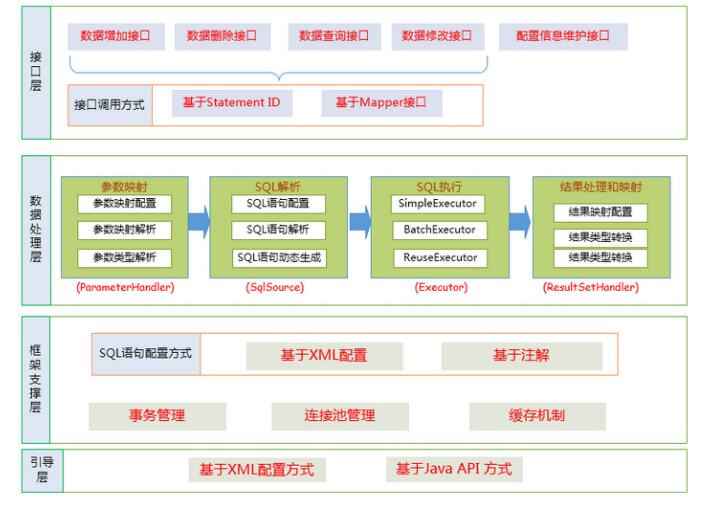 接口层
数据增加接口
数据删除接口
数据查询接口
数据修改接口
配置信息维护接口
接口调用方式
基于Statement ID
基于Mapper接口
数据处理层
参数映射
参数映射配置
参数映射解析
参数类型解析
(ParameterHandler)
SQL解析
SQL语句配置
SQL语句解析
SQL语句动态生成
(SqlSource)
SQL执行
SimpleExecutor
BatchExecutor
ReuseExecutor
(Executor)
结果处理和映射
结果映射配置
结果类型转换
结果类型转换
(ResultSetHandler)
框架支撑层
SQL语句配置方式
基于XML配置
基于注解
事务管理
连接池管理
缓存机制
引导层
基于XML配置方式
基于Java API 方式